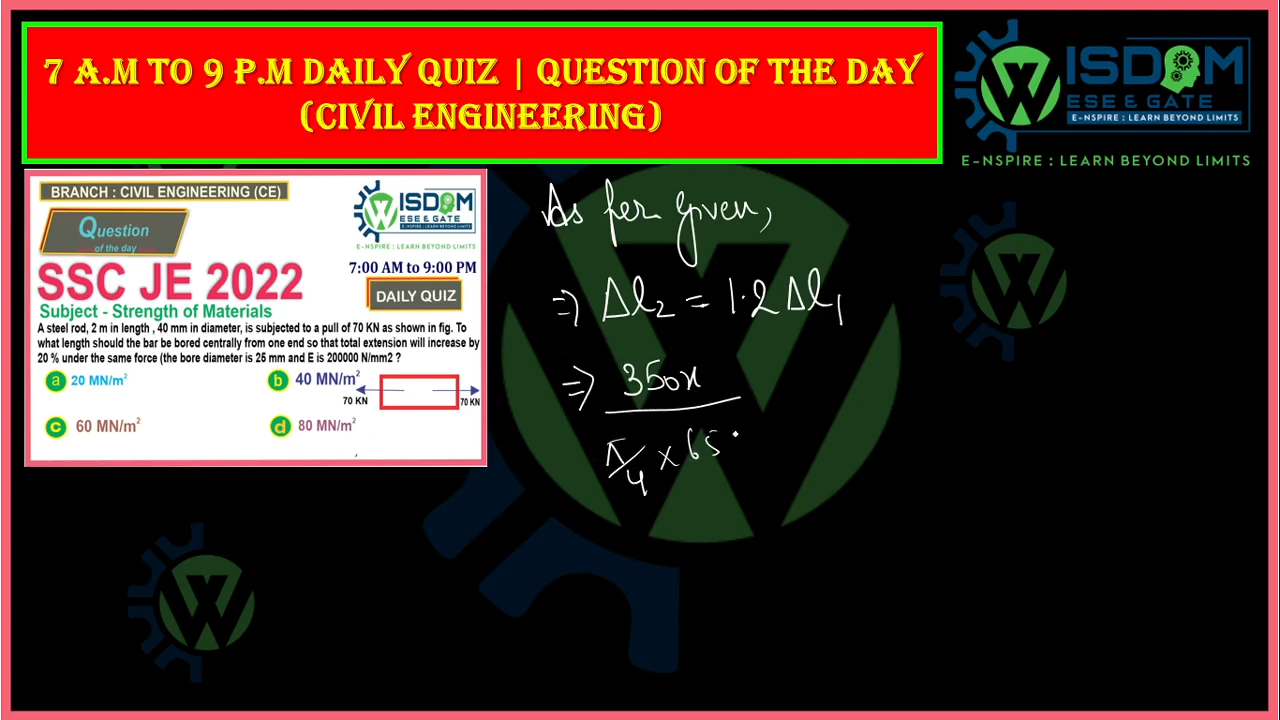 7 A.M TO 9 P.M DAILY QUIZ | QUESTION OF THE DAY
(CIVIL ENGINEERING)
WISDOM
ESE & GATE
E-NSPIRE : LEARN BEYOND LIMITS
E-NSPIRE : LEARN BEYOND LIMITS
BRANCH : CIVIL ENGINEERING (CE)
Question
of the day
WISDOM
ESE & GATE
E-NSPIRE : LEARN BEYOND LIMITS
E-NSPIRE : LEARN BEYOND LIMITS
SSC JE 2022
7:00 AM to 9:00 PM
DAILY QUIZ
Subject - Strength of Materials
A steel rod, 2 m in length , 40 mm in diameter, is subjected to a pull of 70 KN as shown in fig. To
what length should the bar be bored centrally from one end so that total extension will increase by
20 % under the same force (the bore diameter is 25 mm and E is 200000 N/mm2 ?
a 20 MN/m²
b 40 MN/m²
70 KN
70 KN
c 60 MN/m²
d 80 MN/m²
As per given,
=> Δl₂ = 1.2 Δl₁
=> 350x
π/4 × 65